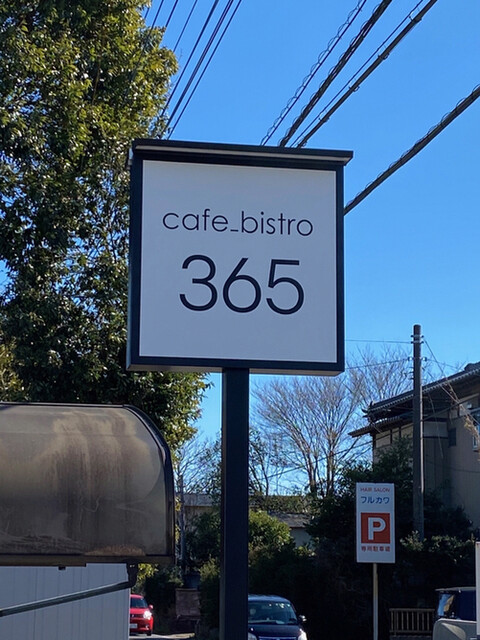 cafe_bistro
365
HAIR SALON
フルカワ
P